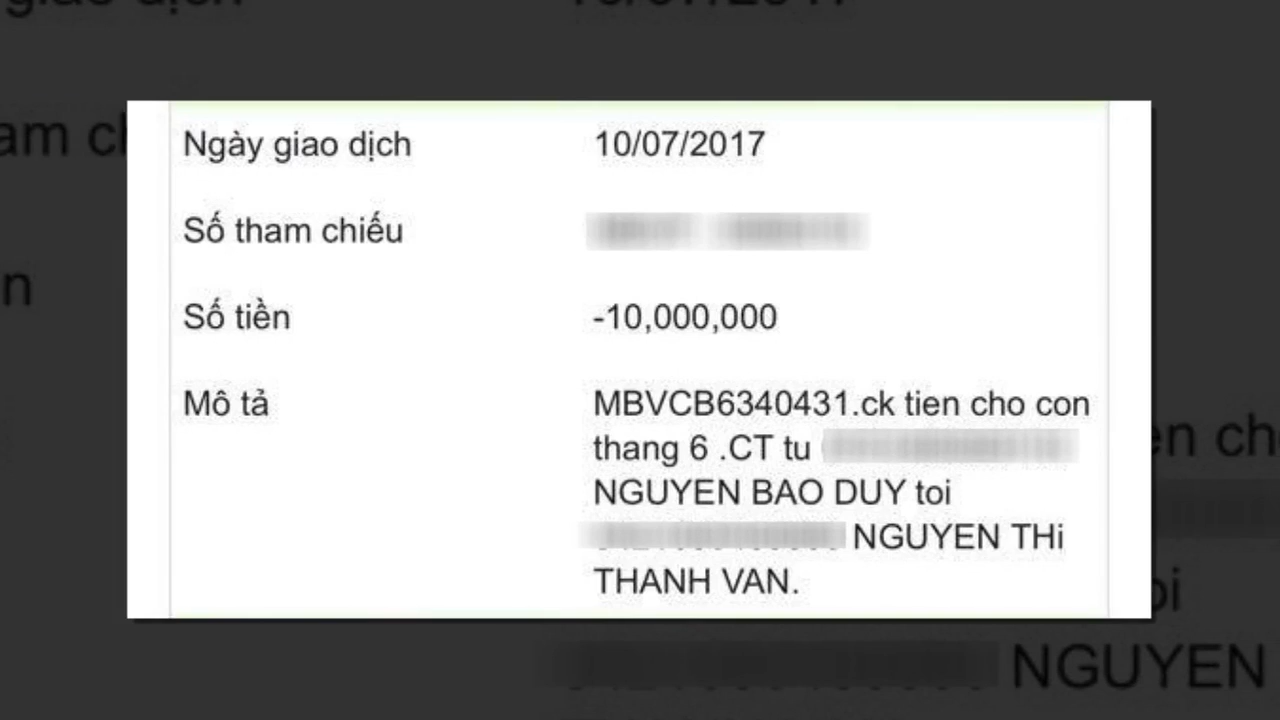 Ngày giao dịch 10/07/2017
Số tham chiếu
Số tiền -10,000,000
Mô tả MBVCB6340431.ck tien cho con
thang 6 .CT tu
NGUYEN BAO DUY toi
NGUYEN THi
THANH VAN.